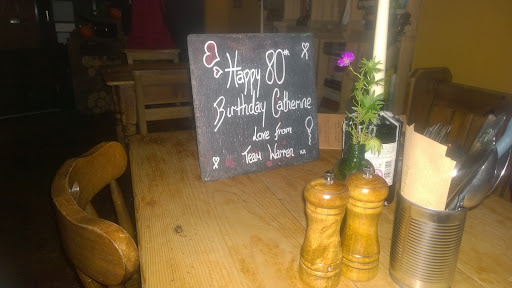 Happy 80th
Birthday Catherine
Love from
Team Warren